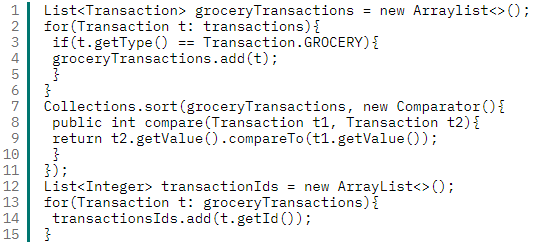 1 List<Transaction> groceryTransactions = new Arraylist<>();
2 for(Transaction t: transactions){
3 if(t.getType() == Transaction.GROCERY){
4 groceryTransactions.add(t);
5 }
6 }
7 Collections.sort(groceryTransactions, new Comparator(){
8 public int compare(Transaction t1, Transaction t2){
9 return t2.getValue().compareTo(t1.getValue());
10 }
11 });
12 List<Integer> transactionIds = new ArrayList<>();
13 for(Transaction t: groceryTransactions){
14 transactionsIds.add(t.getId());
15 }